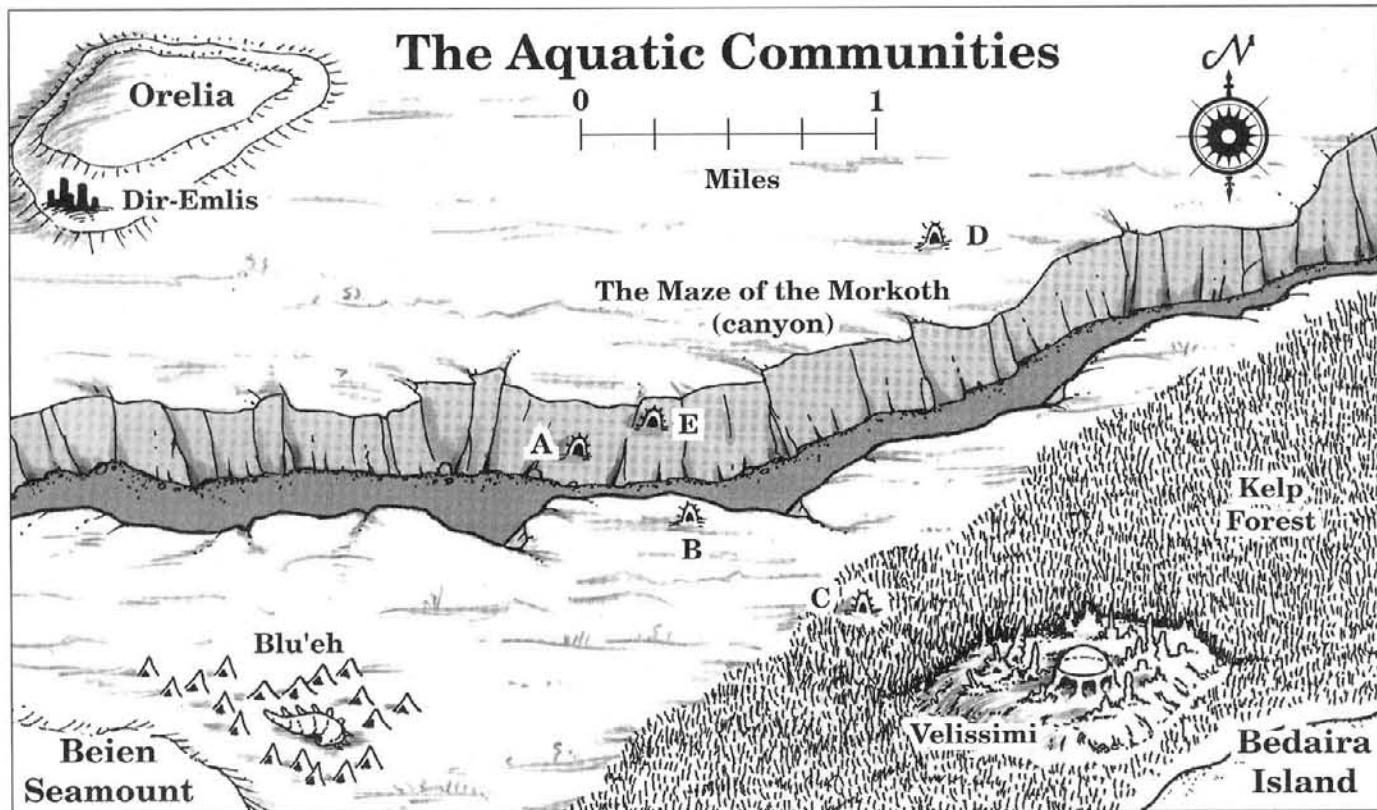 The Aquatic Communities
Orelia
0 1
Miles
N
Dir-Emlis
D
The Maze of the Morkoth
(canyon)
A
E
B
Kelp
Forest
C
Blu'eh
Velissimi
Beien
Seamount
Bedaira
Island